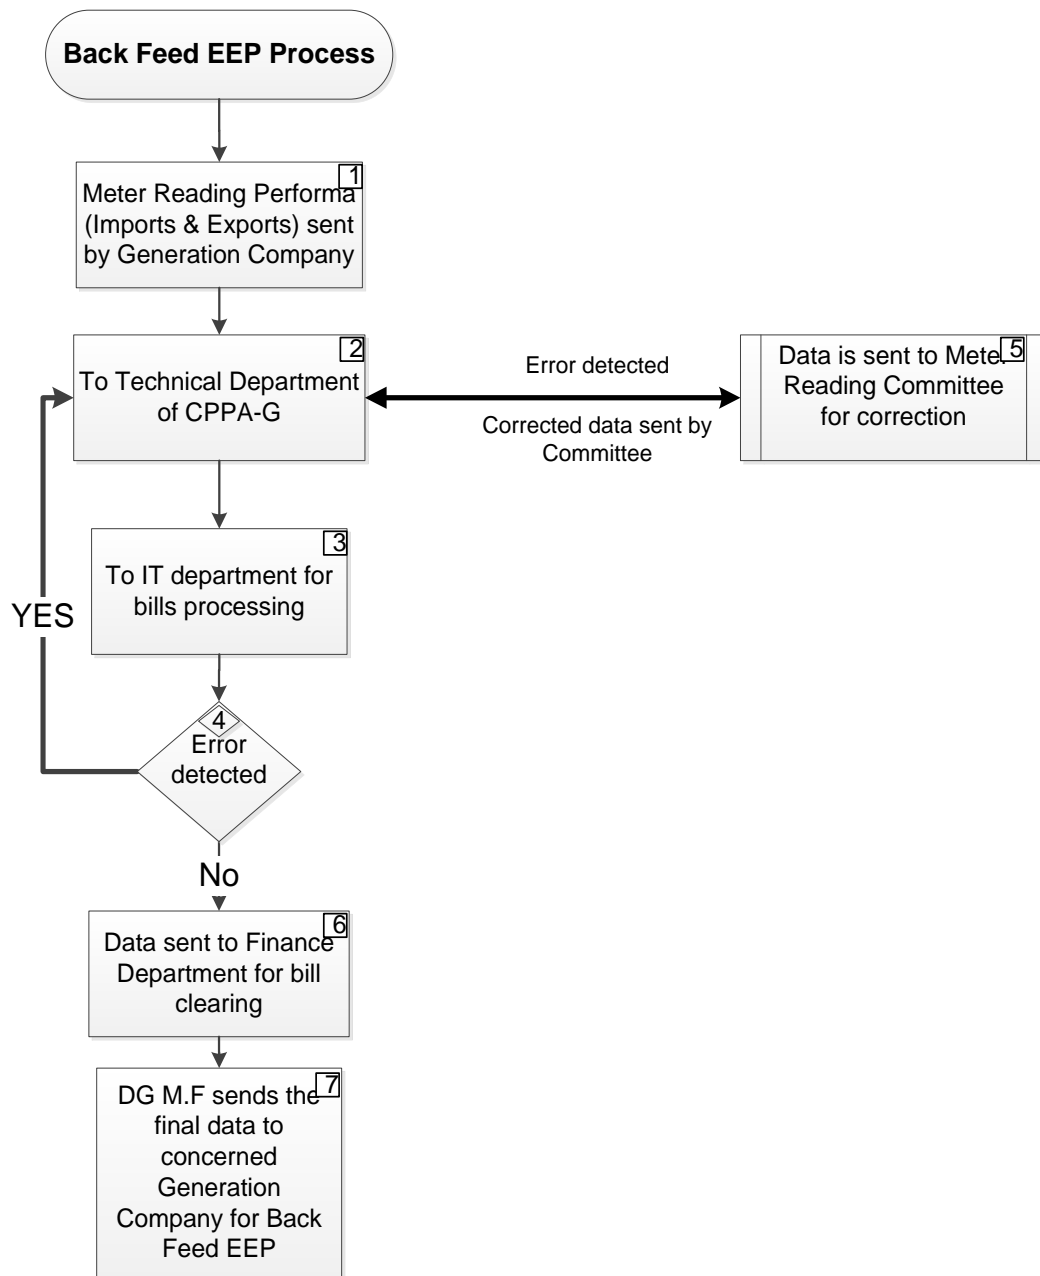 Back Feed EEP Process
1
Meter Reading Performa
(Imports & Exports) sent
by Generation Company
2
To Technical Department
of CPPA-G
Error detected
Corrected data sent by
Committee
5
Data is sent to Meter
Reading Committee
for correction
3
To IT department for
bills processing
YES
4
Error
detected
No
6
Data sent to Finance
Department for bill
clearing
7
DG M.F sends the
final data to
concerned
Generation
Company for Back
Feed EEP